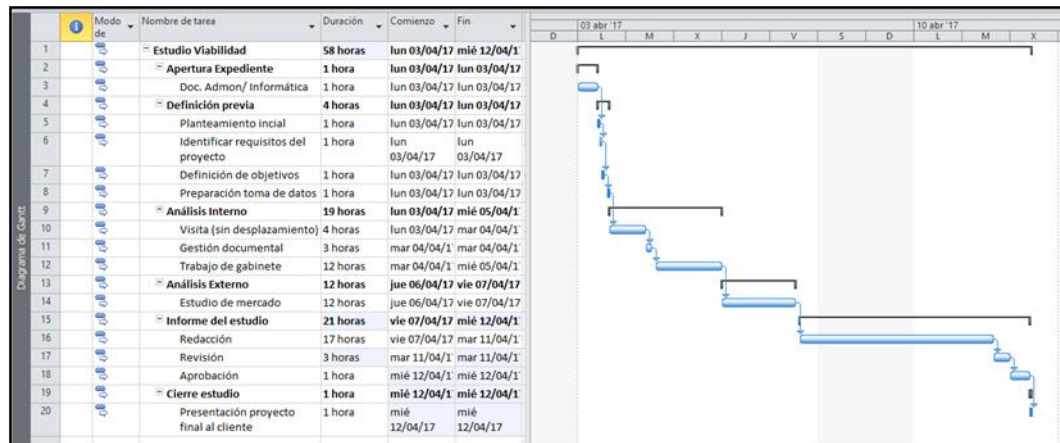 Modo de Nombre de tarea Duración Comienzo Fin
03 abr '17 10 abr '17
D L M X J V S D L M X
Diagrama de Gantt
1 Estudio Viabilidad 58 horas lun 03/04/17 mié 12/04/1
2 Apertura Expediente 1 hora lun 03/04/17 lun 03/04/17
3 Doc. Admon/ Informática 1 hora lun 03/04/17 lun 03/04/17
4 Definición previa 4 horas lun 03/04/17 lun 03/04/17
5 Planteamiento incial 1 hora lun 03/04/17 lun 03/04/17
6 Identificar requisitos del 1 hora lun lun
proyecto 03/04/17 03/04/17
7 Definición de objetivos 1 hora lun 03/04/17 lun 03/04/17
8 Preparación toma de datos 1 hora lun 03/04/17 lun 03/04/17
9 Análisis Interno 19 horas lun 03/04/17 mié 05/04/1
10 Visita (sin desplazamiento) 4 horas lun 03/04/17 mar 04/04/1
11 Gestión documental 3 horas mar 04/04/1 mar 04/04/1
12 Trabajo de gabinete 12 horas mar 04/04/1 mié 05/04/1
13 Análisis Externo 12 horas jue 06/04/17 vie 07/04/17
14 Estudio de mercado 12 horas jue 06/04/17 vie 07/04/17
15 Informe del estudio 21 horas vie 07/04/17 mié 12/04/1
16 Redacción 17 horas vie 07/04/17 mar 11/04/1
17 Revisión 3 horas mar 11/04/1 mar 11/04/1
18 Aprobación 1 hora mié 12/04/1 mié 12/04/1
19 Cierre estudio 1 hora mié 12/04/1 mié 12/04/1
20 Presentación proyecto 1 hora mié mié
final al cliente 12/04/17 12/04/17